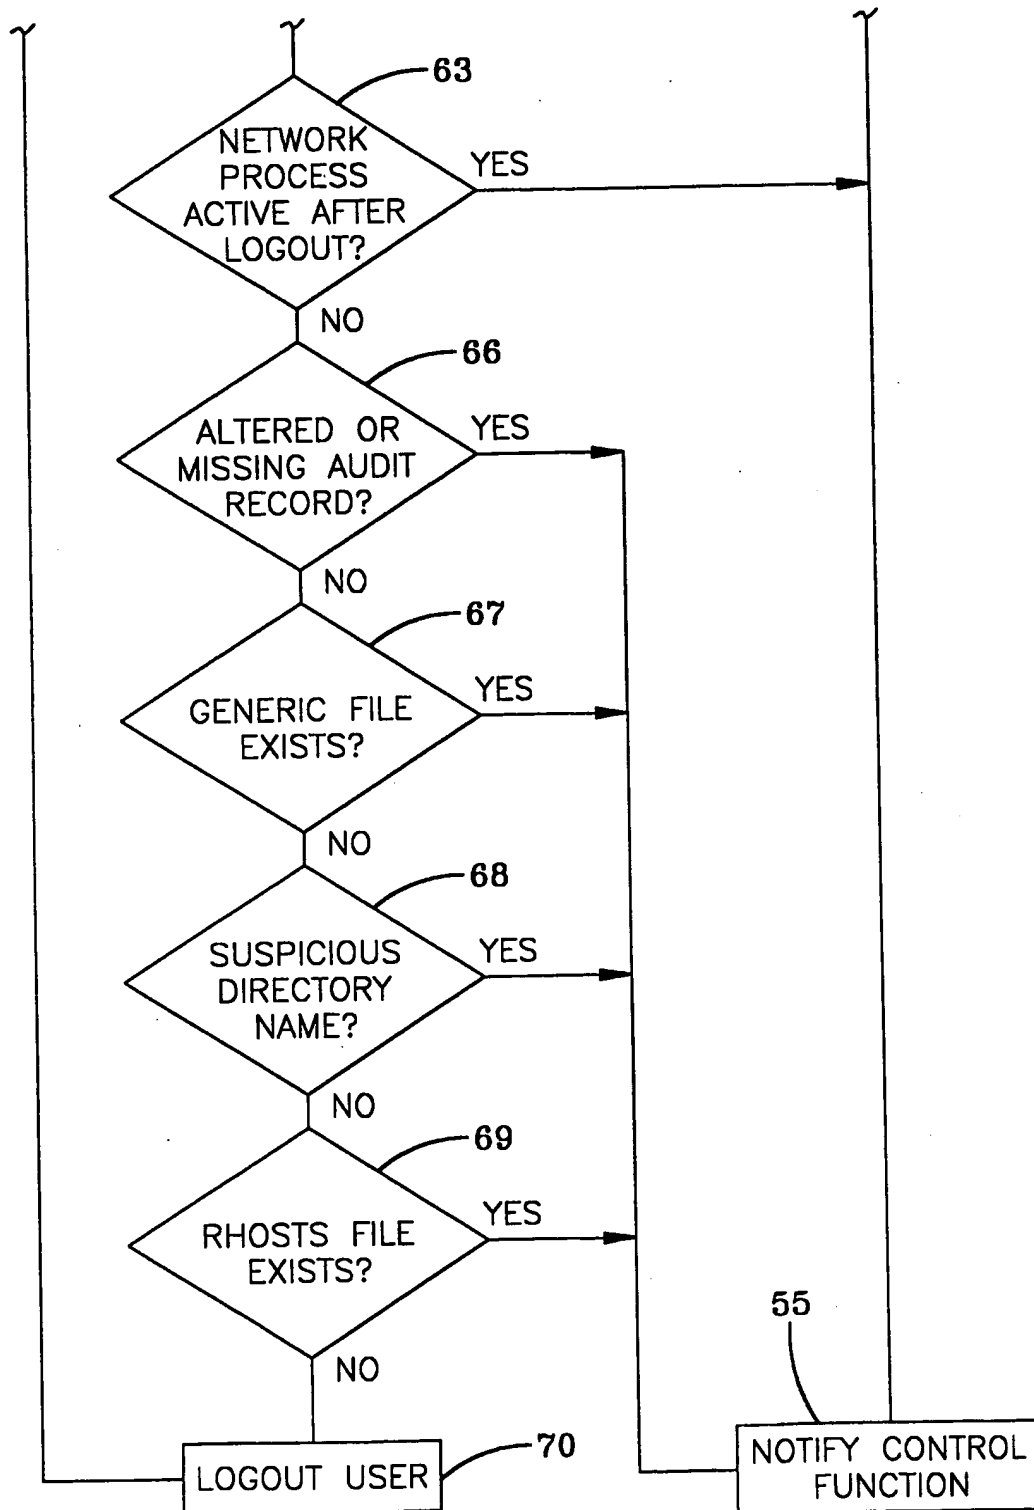 63
NETWORK
PROCESS
ACTIVE AFTER
LOGOUT?
YES
NO
66
ALTERED OR
MISSING AUDIT
RECORD?
YES
NO
67
GENERIC FILE
EXISTS?
YES
NO
68
SUSPICIOUS
DIRECTORY
NAME?
YES
NO
69
RHOSTS FILE
EXISTS?
YES
NO
55
NOTIFY CONTROL
FUNCTION
LOGOUT USER
70